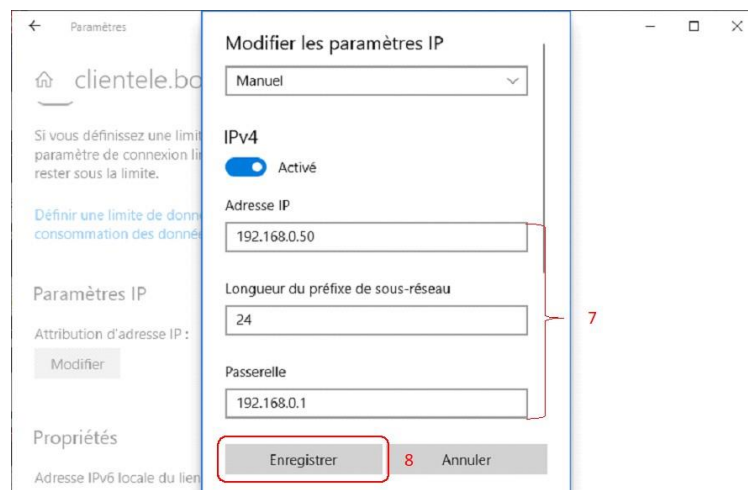 Paramètres
clientele.bo
Si vous définissez une limit
paramètre de connexion li
rester sous la limite.
Définir une limite de donn
consommation des donné
Paramètres IP
Attribution d'adresse IP :
Modifier
Propriétés
Adresse IPv6 locale du lien
Modifier les paramètres IP
Manuel
IPv4
Activé
Adresse IP
192.168.0.50
Longueur du préfixe de sous-réseau
24
7
Passerelle
192.168.0.1
Enregistrer 8 Annuler